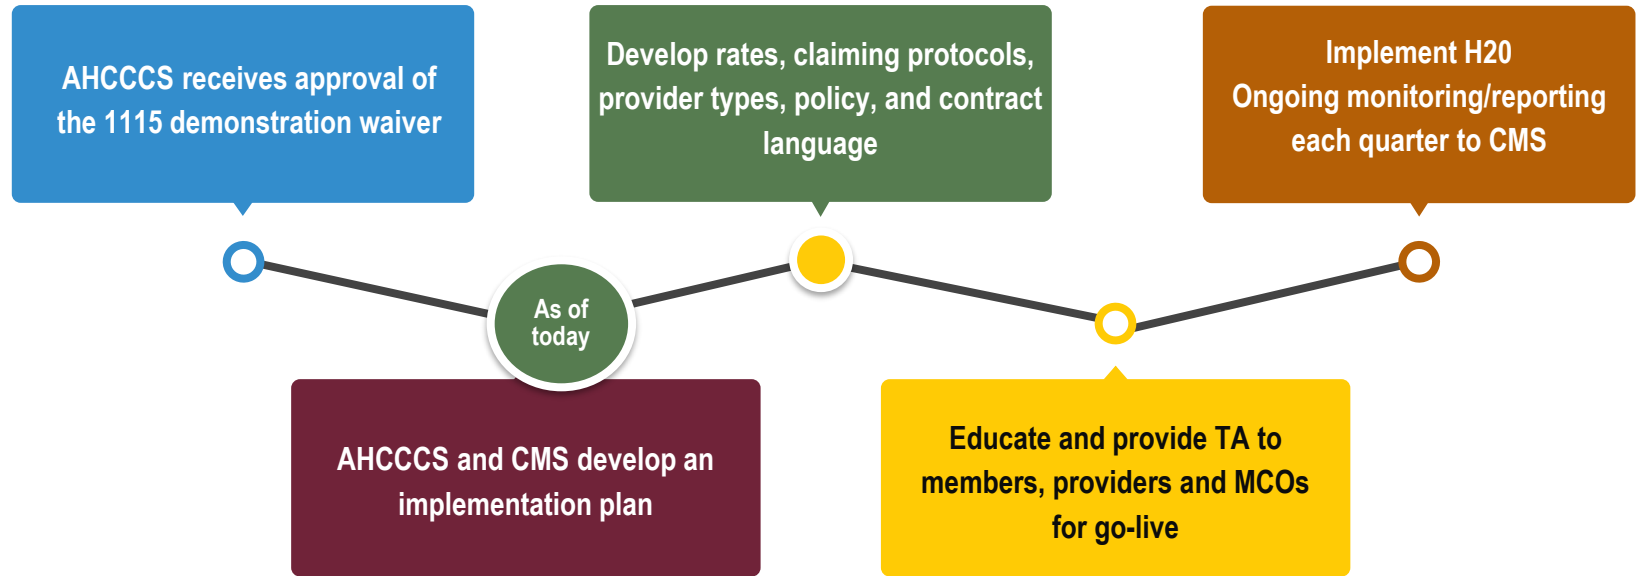 AHCCCS receives approval of
the 1115 demonstration waiver
As of
today
AHCCCS and CMS develop an
implementation plan
Develop rates, claiming protocols,
provider types, policy, and contract
language
Educate and provide TA to
members, providers and MCOs
for go-live
Implement H20
Ongoing monitoring/reporting
each quarter to CMS